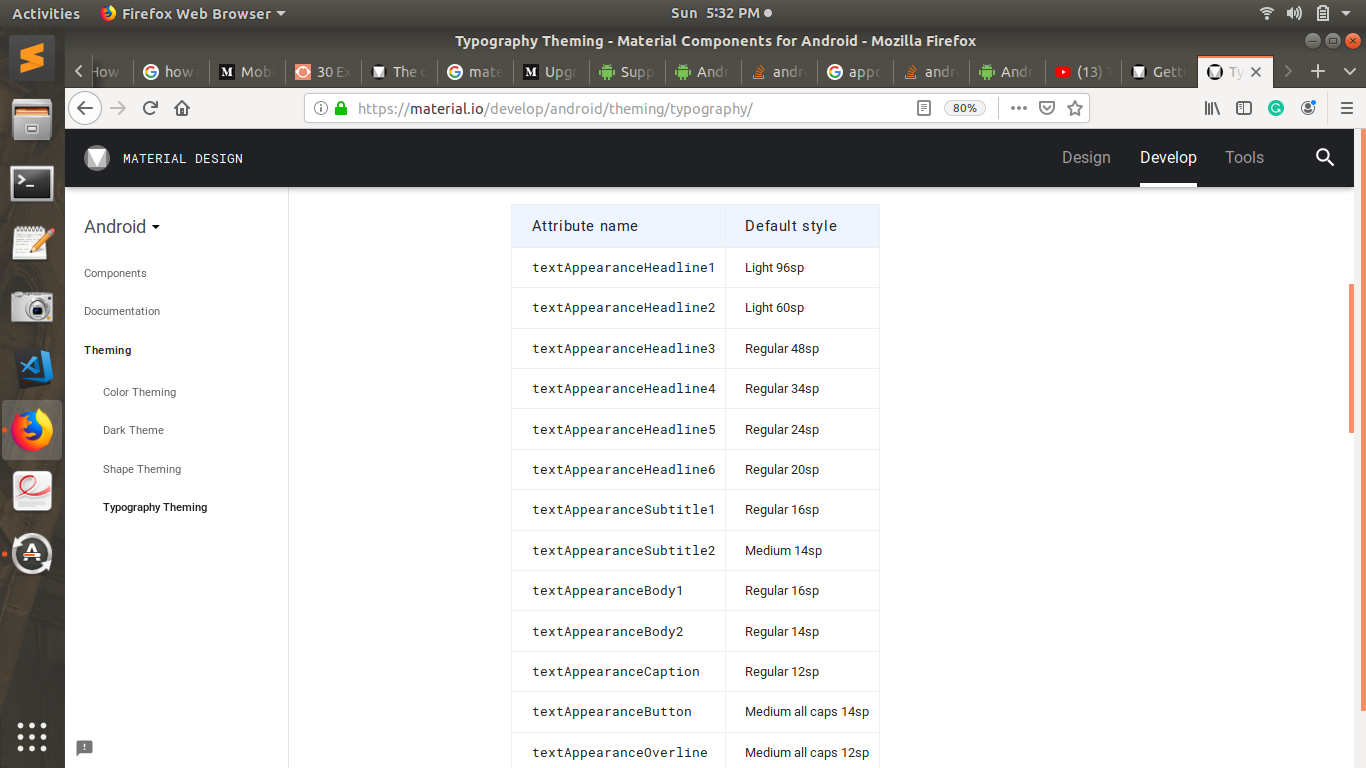 Activities Firefox Web Browser Sun 5:32 PM
Typography Theming - Material Components for Android - Mozilla Firefox
How how Mob 30 Ex The mate Upgr Supp Andr andr appc andr Andr (13) Getti Ty
https://material.io/develop/android/theming/typography/ 80%
MATERIAL DESIGN Design Develop Tools
Android
Components
Documentation
Theming
Color Theming
Dark Theme
Shape Theming
Typography Theming
Attribute name Default style
textAppearanceHeadline1 Light 96sp
textAppearanceHeadline2 Light 60sp
textAppearanceHeadline3 Regular 48sp
textAppearanceHeadline4 Regular 34sp
textAppearanceHeadline5 Regular 24sp
textAppearanceHeadline6 Regular 20sp
textAppearanceSubtitle1 Regular 16sp
textAppearanceSubtitle2 Medium 14sp
textAppearanceBody1 Regular 16sp
textAppearanceBody2 Regular 14sp
textAppearanceCaption Regular 12sp
textAppearanceButton Medium all caps 14sp
textAppearanceOverline Medium all caps 12sp